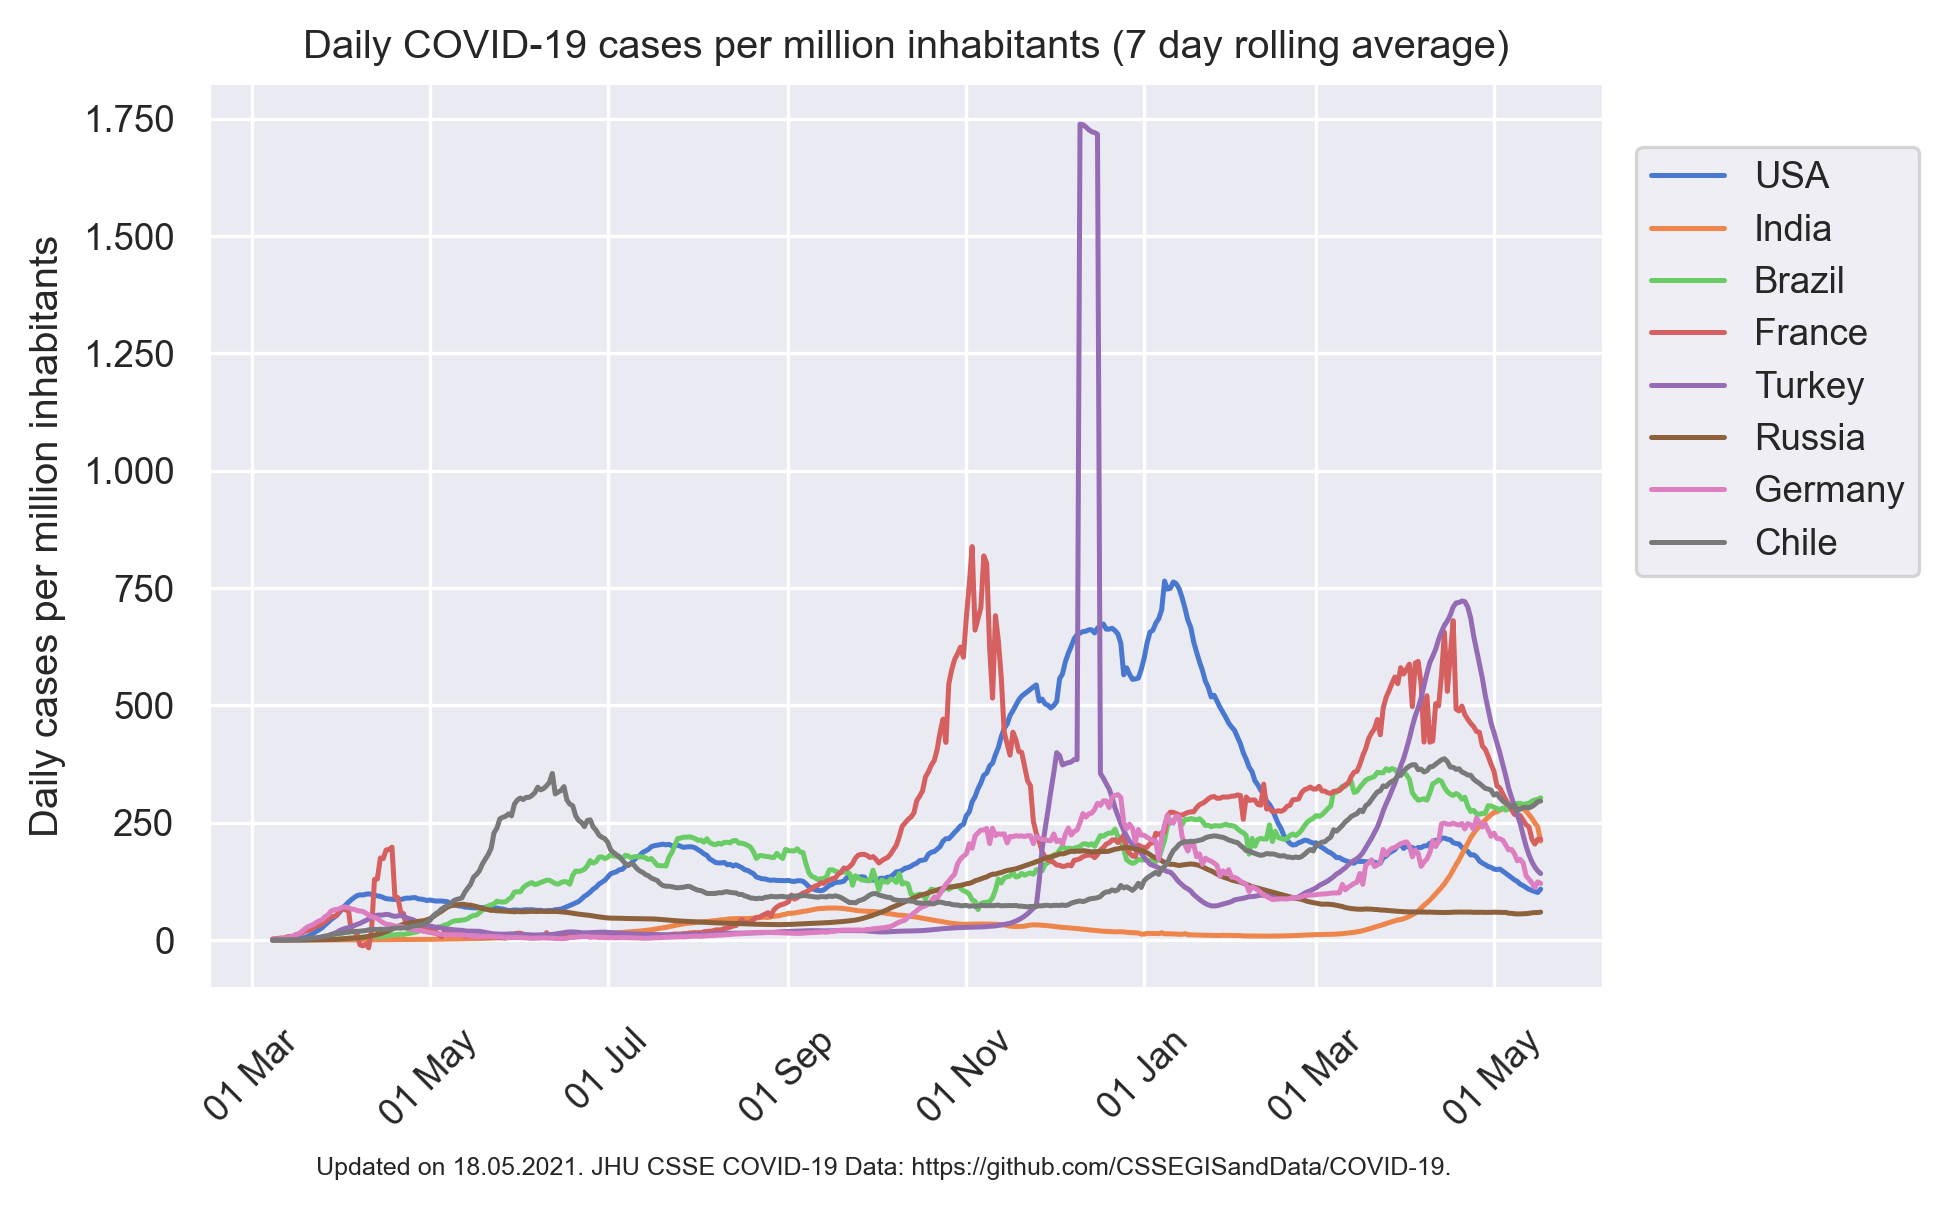 Daily COVID-19 cases per million inhabitants (7 day rolling average)
Daily cases per million inhabitants
1.750
1.500
1.250
1.000
750
500
250
0
01 Mar
01 May
01 Jul
01 Sep
01 Nov
01 Jan
01 Mar
01 May
USA
India
Brazil
France
Turkey
Russia
Germany
Chile
Updated on 18.05.2021. JHU CSSE COVID-19 Data: https://github.com/CSSEGISandData/COVID-19.